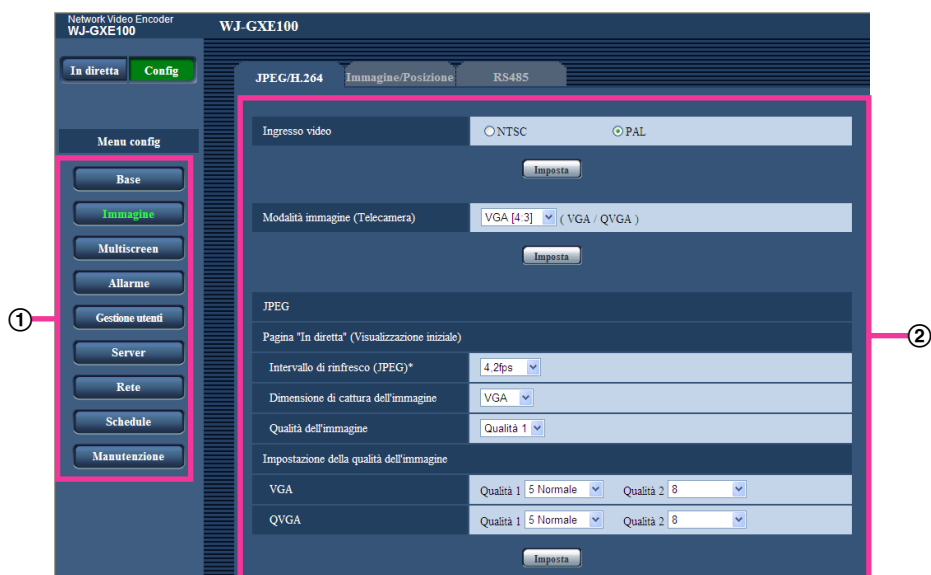 Network Video Encoder
WJ-GXE100
WJ-GXE100
In diretta Config
JPEG/H.264 Immagine/Posizione RS485
Menu config
Base
Immagine
Multiscreen
Allarme
Gestione utenti
Server
Rete
Schedule
Manutenzione
①
Ingresso video NTSC PAL
Imposta
Modalità immagine (Telecamera) VGA [4:3] ( VGA / QVGA )
Imposta
JPEG
Pagina "In diretta" (Visualizzazione iniziale)
Intervallo di rinfresco (JPEG)* 4,2fps
Dimensione di cattura dell'immagine VGA
Qualità dell'immagine Qualità 1
Impostazione della qualità dell'immagine
VGA Qualità 1 5 Normale Qualità 2 8
QVGA Qualità 1 5 Normale Qualità 2 8
Imposta
②